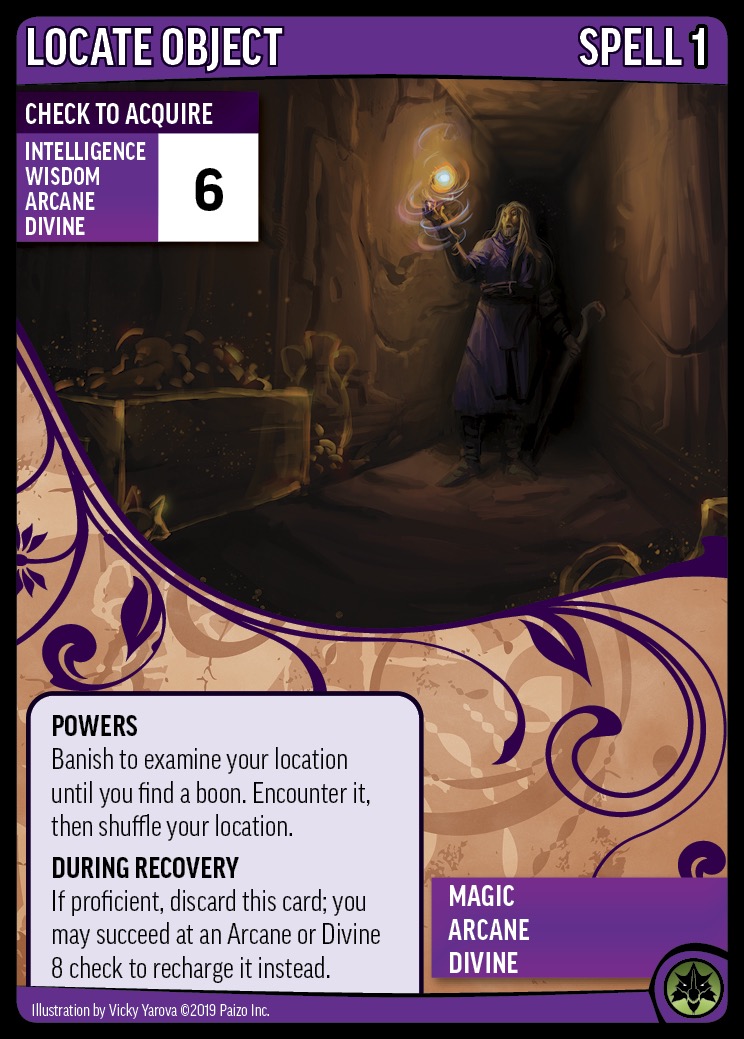 LOCATE OBJECT
SPELL 1
CHECK TO ACQUIRE
INTELLIGENCE
WISDOM
ARCANE
DIVINE
6
POWERS
Banish to examine your location
until you find a boon. Encounter it,
then shuffle your location.
DURING RECOVERY
If proficient, discard this card; you
may succeed at an Arcane or Divine
8 check to recharge it instead.
MAGIC
ARCANE
DIVINE
Illustration by Vicky Yarova ©2019 Paizo Inc.